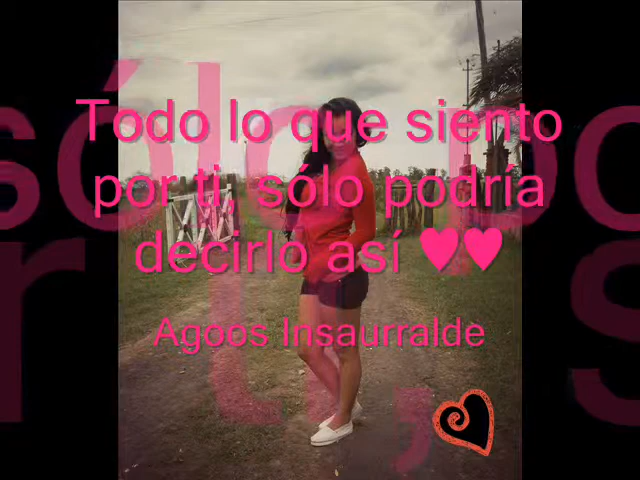 Todo lo que siento
por ti, sólo podría
decirlo así ♥♥
Agoos Insaurralde